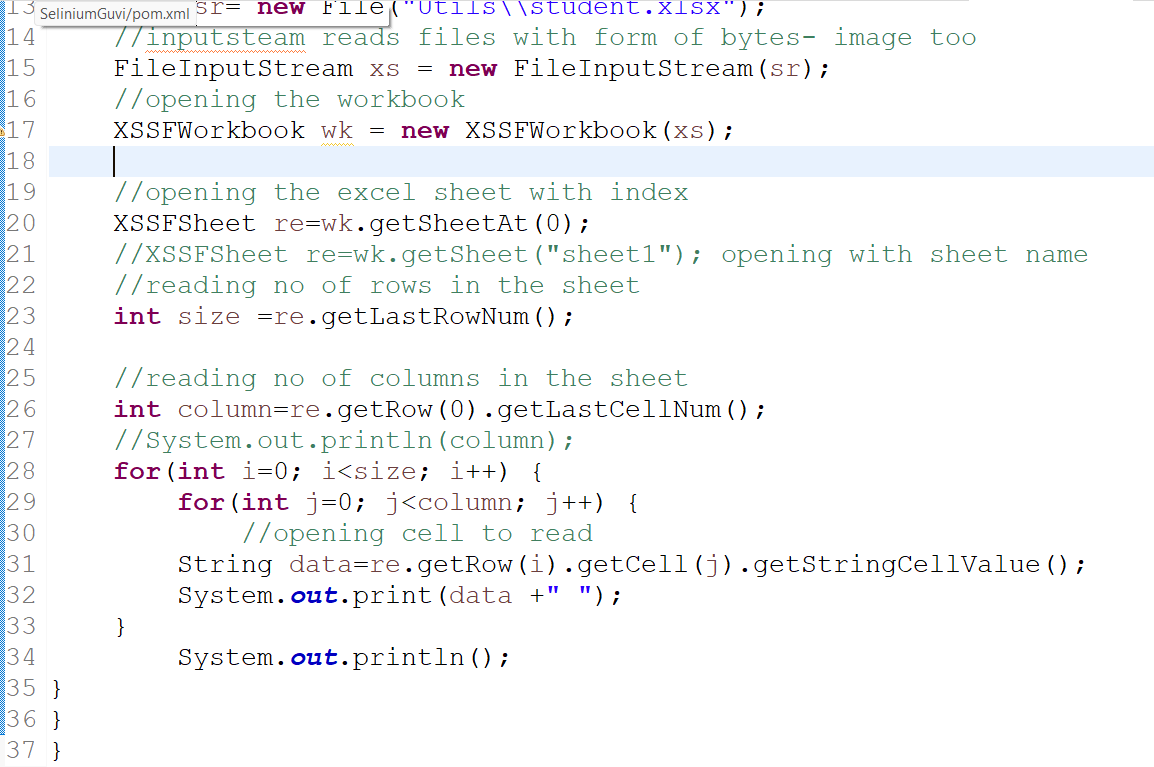 13 sr= new File("Utils\\student.xlsx");
SeliniumGuvi/pom.xml
14 //inputsteam reads files with form of bytes- image too
15 FileInputStream xs = new FileInputStream(sr);
16 //opening the workbook
17 XSSFWorkbook wk = new XSSFWorkbook(xs);
18
19 //opening the excel sheet with index
20 XSSFSheet re=wk.getSheetAt(0);
21 //XSSFSheet re=wk.getSheet("sheet1"); opening with sheet name
22 //reading no of rows in the sheet
23 int size =re.getLastRowNum();
24
25 //reading no of columns in the sheet
26 int column=re.getRow(0).getLastCellNum();
27 //System.out.println(column);
28 for(int i=0; i<size; i++) {
29 for(int j=0; j<column; j++) {
30 //opening cell to read
31 String data=re.getRow(i).getCell(j).getStringCellValue();
32 System.out.print(data +" ");
33 }
34 System.out.println();
35 }
36 }
37 }